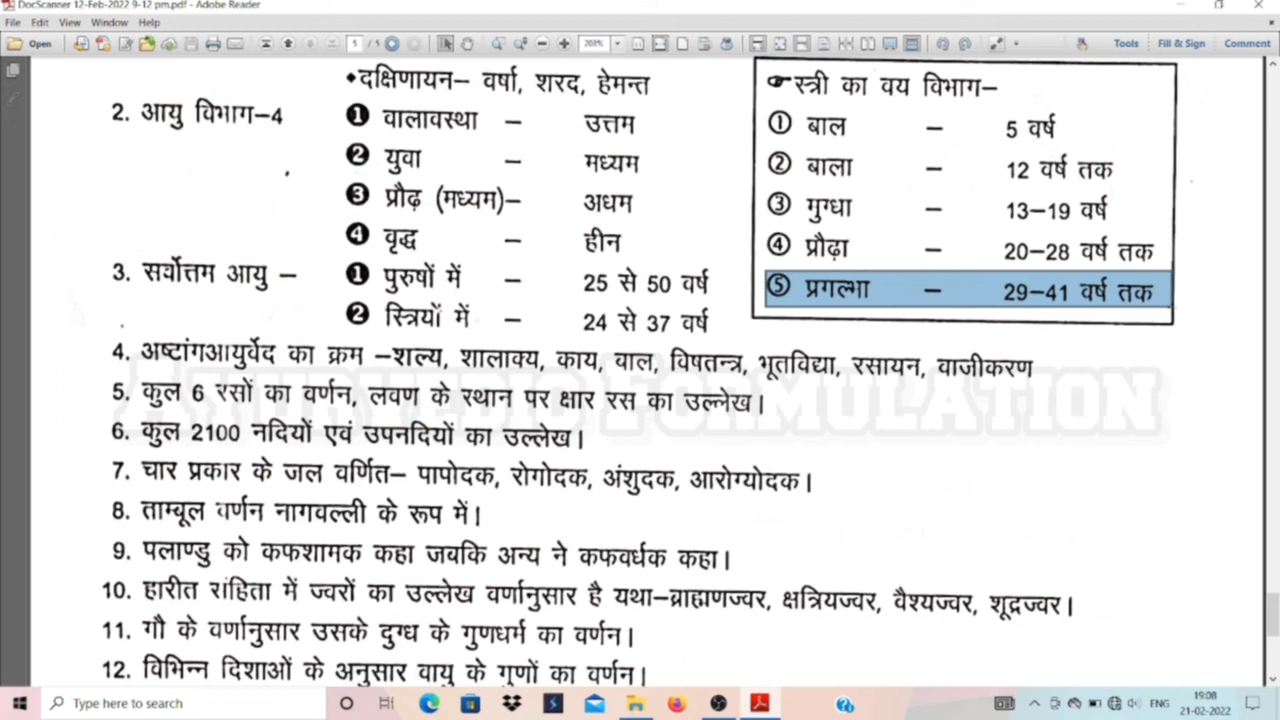 DocScanner 12-Feb-2022 9-12 pm.pdf - Adobe Reader
File Edit View Window Help
Open 5 / 5 203% Tools Fill & Sign Comment
◆दक्षिणायन– वर्षा, शरद, हेमन्त
2. आयु विभाग–4 ❶ वालावस्था – उत्तम
❷ युवा – मध्यम
❸ प्रौढ़ (मध्यम)– अधम
❹ वृद्ध – हीन
3. सर्वोत्तम आयु – ❶ पुरुषों में – 25 से 50 वर्ष
❷ स्त्रियों में – 24 से 37 वर्ष
☛ स्त्री का वय विभाग–
① बाल – 5 वर्ष
② बाला – 12 वर्ष तक
③ मुग्धा – 13–19 वर्ष
④ प्रौढ़ा – 20–28 वर्ष तक
⑤ प्रगल्भा – 29–41 वर्ष तक
4. अष्टांगआयुर्वेद का क्रम –शल्य, शालाक्य, काय, वाल, विषतन्त्र, भूतविद्या, रसायन, वाजीकरण
5. कुल 6 रसों का वर्णन, लवण के स्थान पर क्षार रस का उल्लेख।
AYURVEDIC FORMULATION
6. कुल 2100 नदियों एवं उपनदियों का उल्लेख।
7. चार प्रकार के जल वर्णित– पापोदक, रोगोदक, अंशुदक, आरोग्योदक।
8. ताम्बूल वर्णन नागवल्ली के रूप में।
9. पलाण्डु को कफशामक कहा जबकि अन्य ने कफवर्धक कहा।
10. हारीत संहिता में ज्वरों का उल्लेख वर्णानुसार है यथा–ब्राह्मणज्वर, क्षत्रियज्वर, वैश्यज्वर, शूद्रज्वर।
11. गौ के वर्णानुसार उसके दुग्ध के गुणधर्म का वर्णन।
12. विभिन्न दिशाओं के अनुसार वायु के गुणों का वर्णन।
Type here to search ENG 19:08
21-02-2022